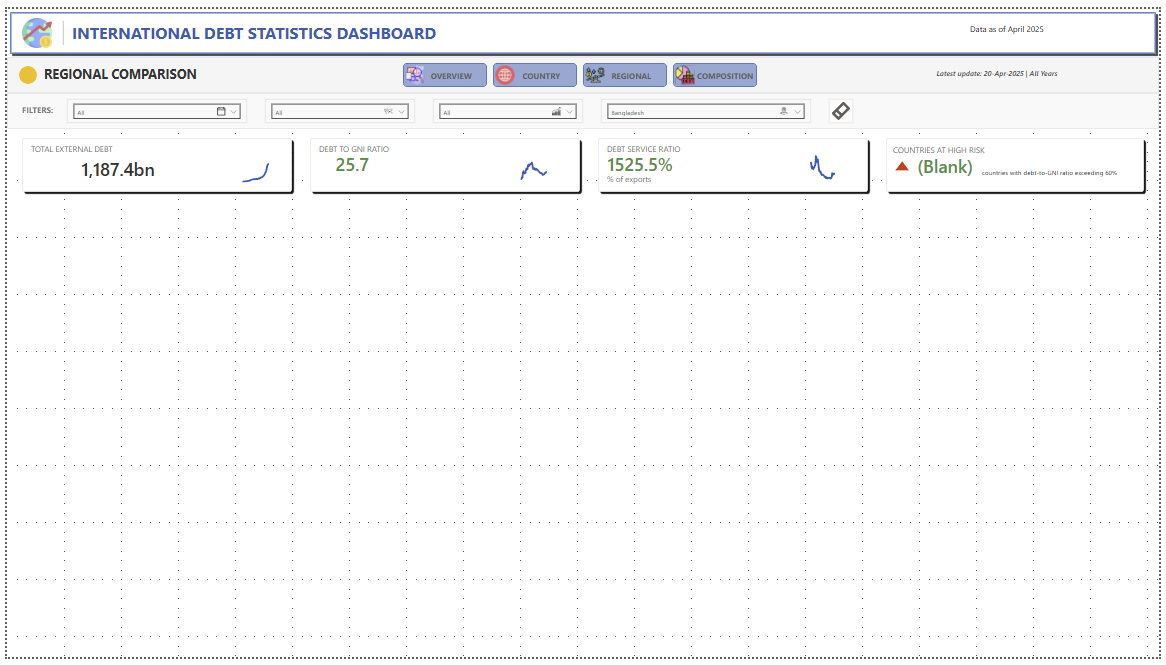 INTERNATIONAL DEBT STATISTICS DASHBOARD
Data as of April 2025
REGIONAL COMPARISON
OVERVIEW
COUNTRY
REGIONAL
COMPOSITION
Latest update: 20-Apr-2025 | All Years
FILTERS:
All
All
All
Bangladesh
TOTAL EXTERNAL DEBT
1,187.4bn
DEBT TO GNI RATIO
25.7
DEBT SERVICE RATIO
1525.5%
% of exports
COUNTRIES AT HIGH RISK
(Blank)
countries with debt-to-GNI ratio exceeding 60%